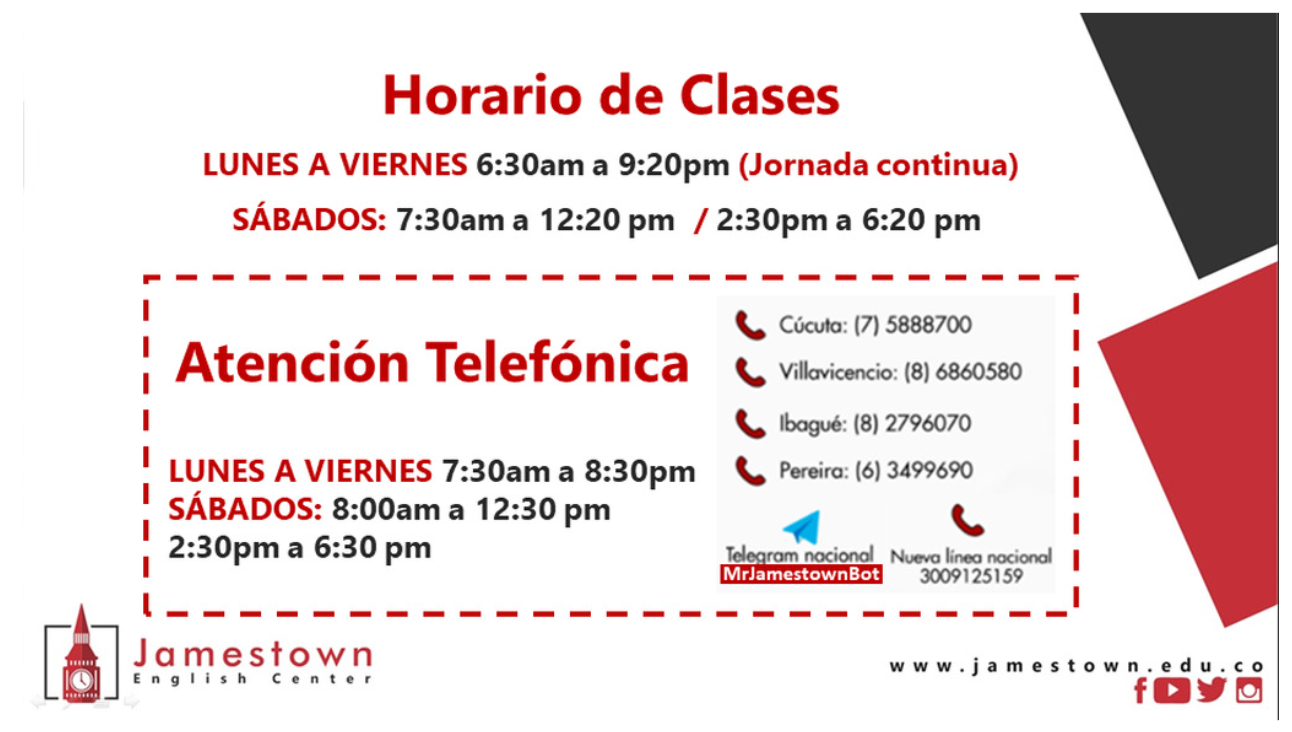 Horario de Clases
LUNES A VIERNES 6:30am a 9:20pm (Jornada continua)
SÁBADOS: 7:30am a 12:20 pm / 2:30pm a 6:20 pm
Atención Telefónica
LUNES A VIERNES 7:30am a 8:30pm
SÁBADOS: 8:00am a 12:30 pm
2:30pm a 6:30 pm
Cúcuta: (7) 5888700
Villavicencio: (8) 6860580
Ibagué: (8) 2796070
Pereira: (6) 3499690
Telegram nacional
MrJamestownBot
Nueva línea nacional
3009125159
Jamestown
English Center
www.jamestown.edu.co